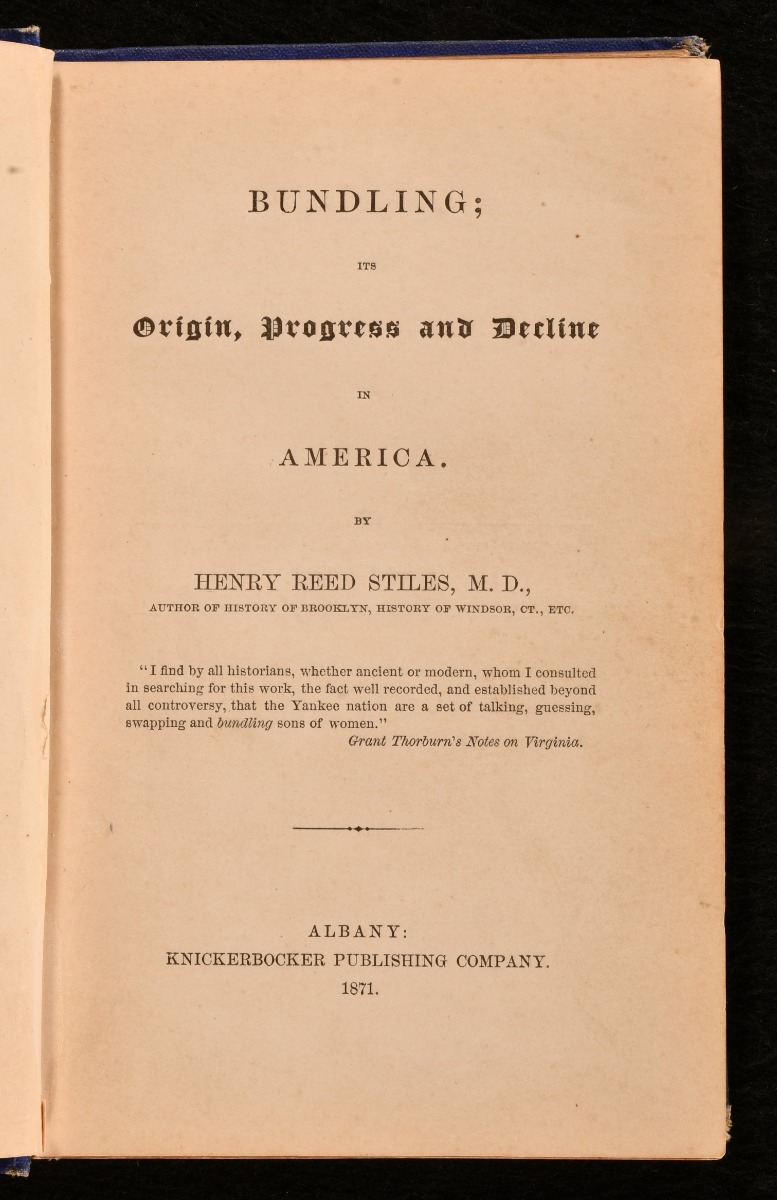 BUNDLING;
ITS
Origin, Progress and Decline
IN
AMERICA.
BY
HENRY REED STILES, M. D.,
AUTHOR OF HISTORY OF BROOKLYN, HISTORY OF WINDSOR, CT., ETC.
"I find by all historians, whether ancient or modern, whom I consulted
in searching for this work, the fact well recorded, and established beyond
all controversy, that the Yankee nation are a set of talking, guessing,
swapping and bundling sons of women."
Grant Thorburn's Notes on Virginia.
ALBANY:
KNICKERBOCKER PUBLISHING COMPANY.
1871.